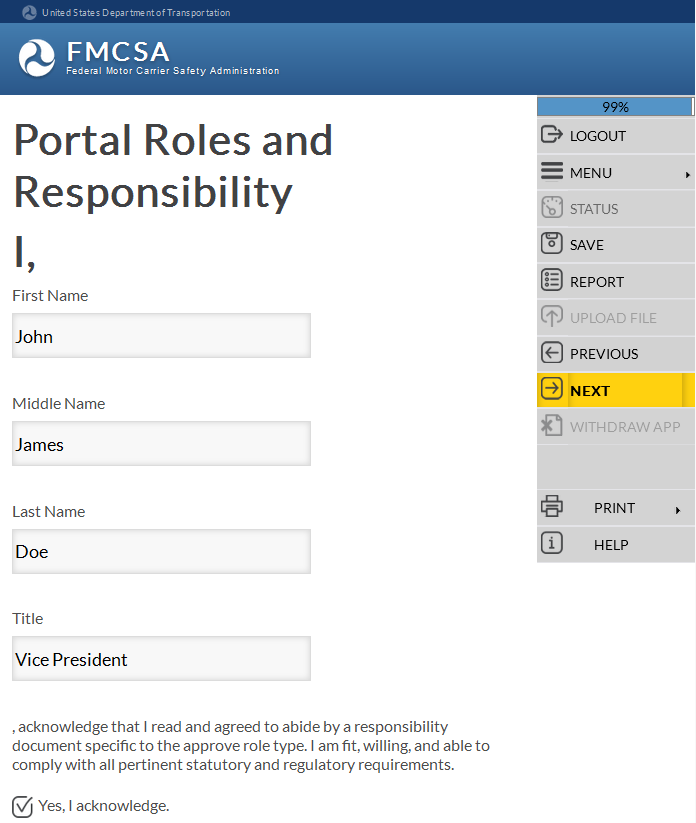 United States Department of Transportation
FMCSA
Federal Motor Carrier Safety Administration
99%
LOGOUT
MENU
STATUS
SAVE
REPORT
UPLOAD FILE
PREVIOUS
NEXT
WITHDRAW APP
PRINT
HELP
Portal Roles and
Responsibility
I,
First Name
John
Middle Name
James
Last Name
Doe
Title
Vice President
, acknowledge that I read and agreed to abide by a responsibility
document specific to the approve role type. I am fit, willing, and able to
comply with all pertinent statutory and regulatory requirements.
Yes, I acknowledge.